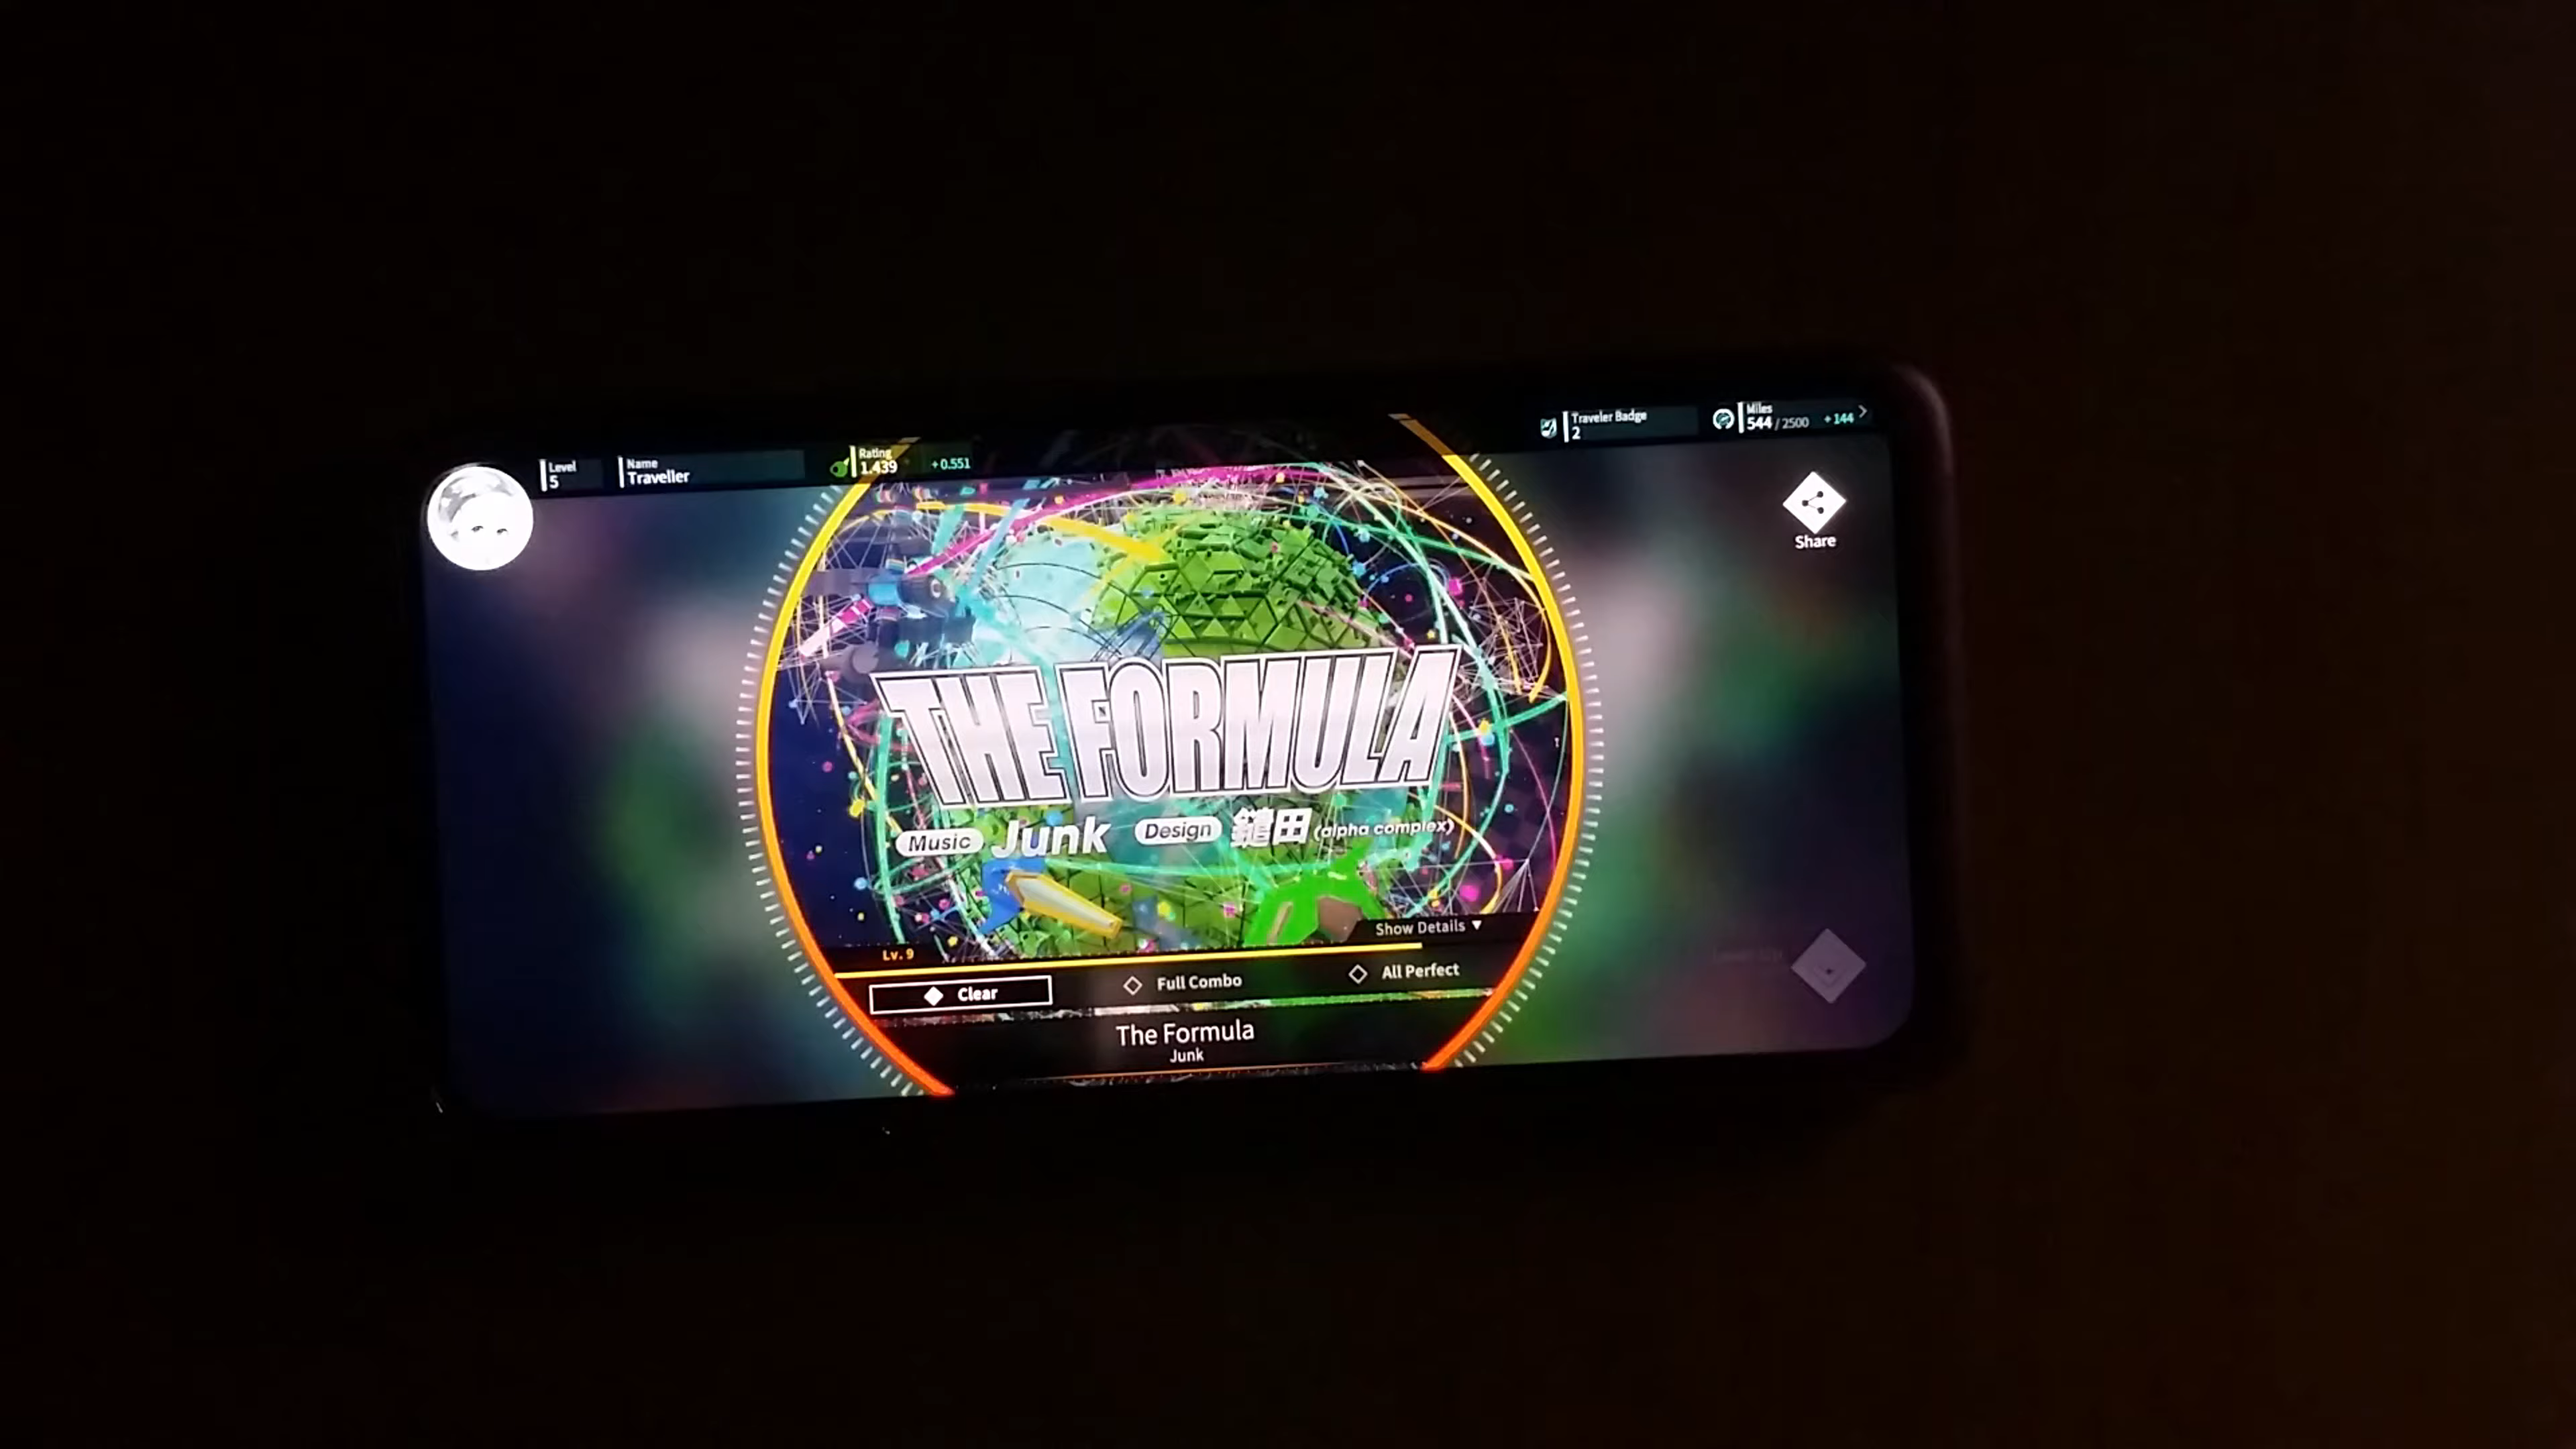 Level
5
Name
Traveller
Rating
1.439 +0.551
Traveler Badge
2
Miles
544 / 2500 +144
Share
THE FORMULA
Music Junk Design 鑓田 (alpha complex)
Show Details ▼
Lv. 9
Clear
Full Combo
All Perfect
The Formula
Junk